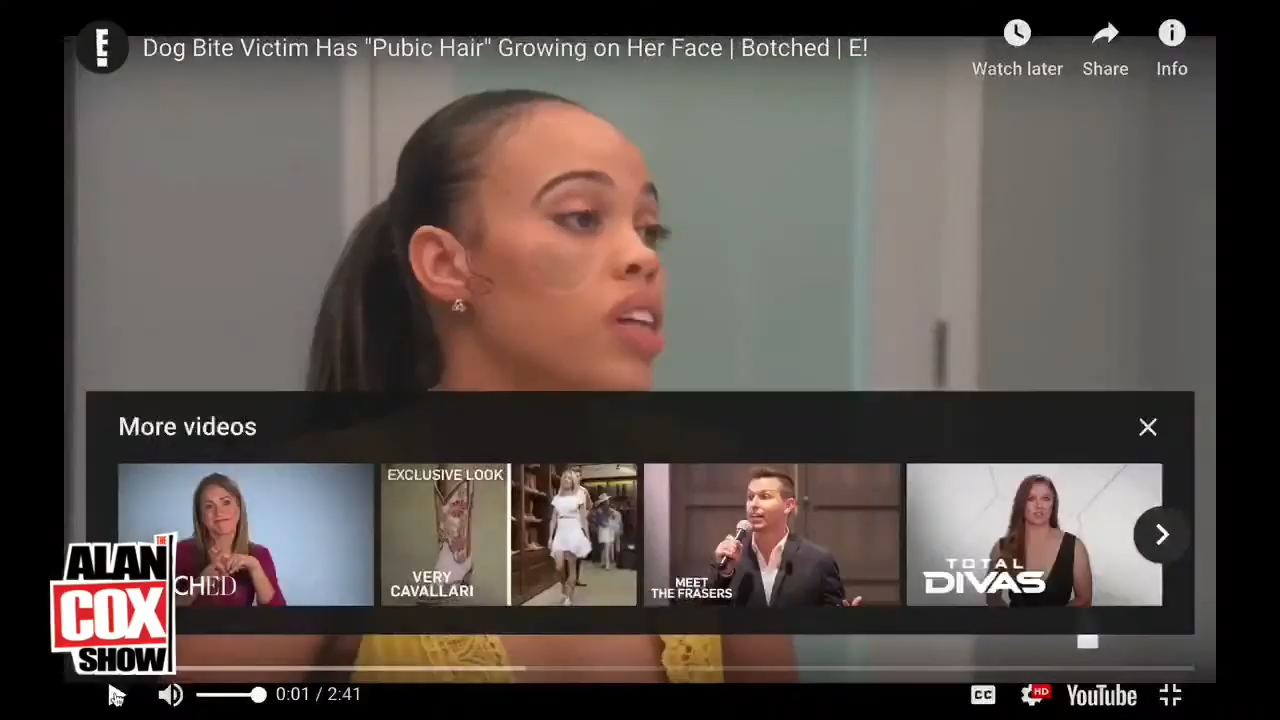 E!
Dog Bite Victim Has "Pubic Hair" Growing on Her Face | Botched | E!
Watch later
Share
Info
More videos
EXCLUSIVE LOOK
CHED
VERY
CAVALLARI
MEET
THE FRASERS
TOTAL
DIVAS
THE
ALAN
COX
SHOW
0:01 / 2:41
CC
HD
YouTube